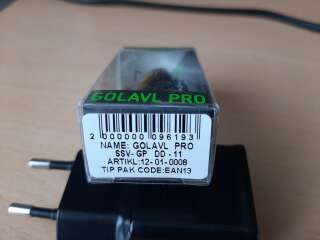 GOLAVL PRO
2 000000 096193
NAME: GOLAVL PRO
SSV-GP DD-11
ARTIKL:12-01-0008
TIP PAK CODE:EAN13